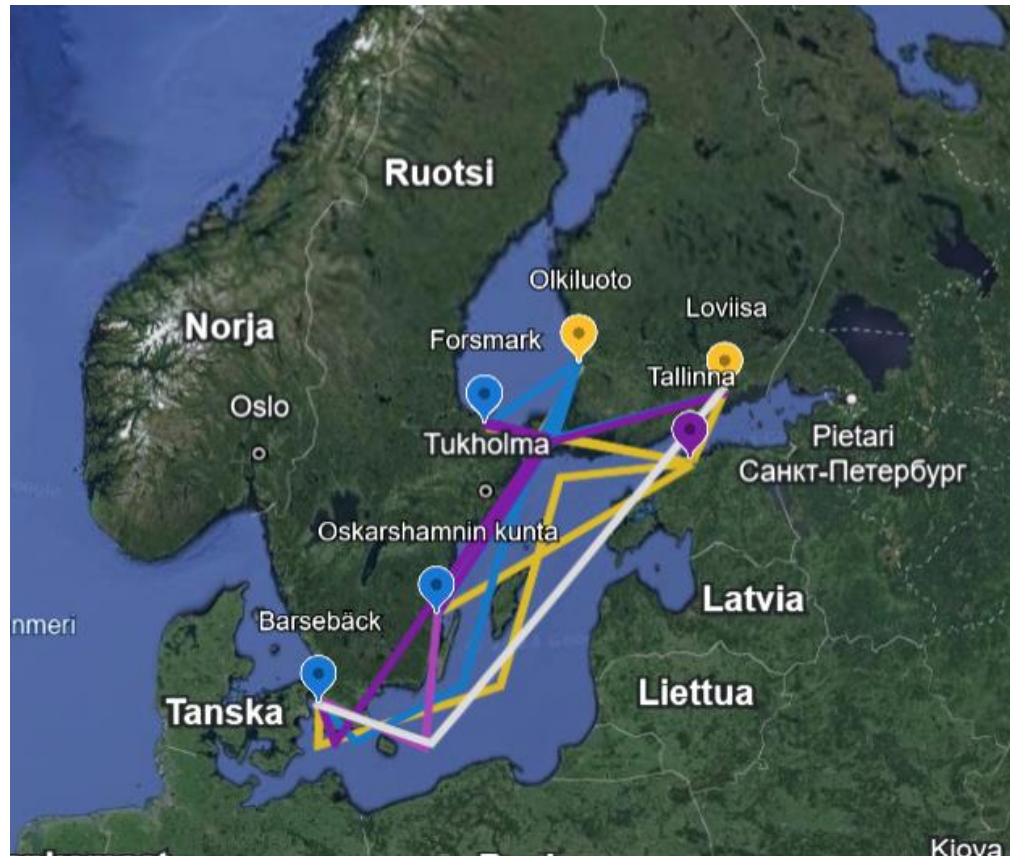 Ruotsi
Olkiluoto
Loviisa
Norja
Forsmark
Tallinna
Oslo
Tukholma
Pietari
Санкт-Петербург
Oskarshamnin kunta
Latvia
Barsebäck
nmeri
Liettua
Tanska
Kiova